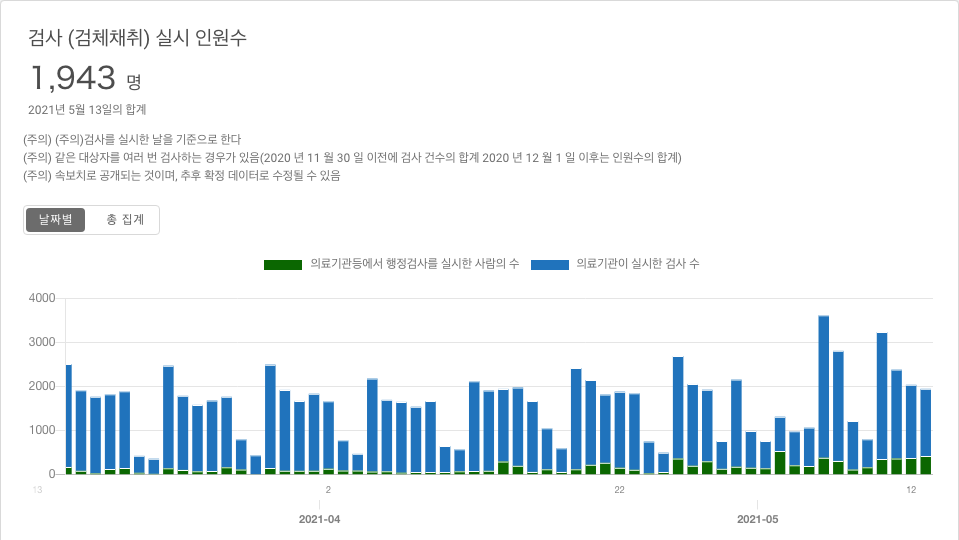 검사 (검체채취) 실시 인원수
1,943 명
2021년 5월 13일의 합계
(주의) (주의)검사를 실시한 날을 기준으로 한다
(주의) 같은 대상자를 여러 번 검사하는 경우가 있음(2020 년 11 월 30 일 이전에 검사 건수의 합계 2020 년 12 월 1 일 이후는 인원수의 합계)
(주의) 속보치로 공개되는 것이며, 추후 확정 데이터로 수정될 수 있음
날짜별 총 집계
의료기관등에서 행정검사를 실시한 사람의 수 의료기관이 실시한 검사 수
4000
3000
2000
1000
0
13 2 22 12
2021-04 2021-05